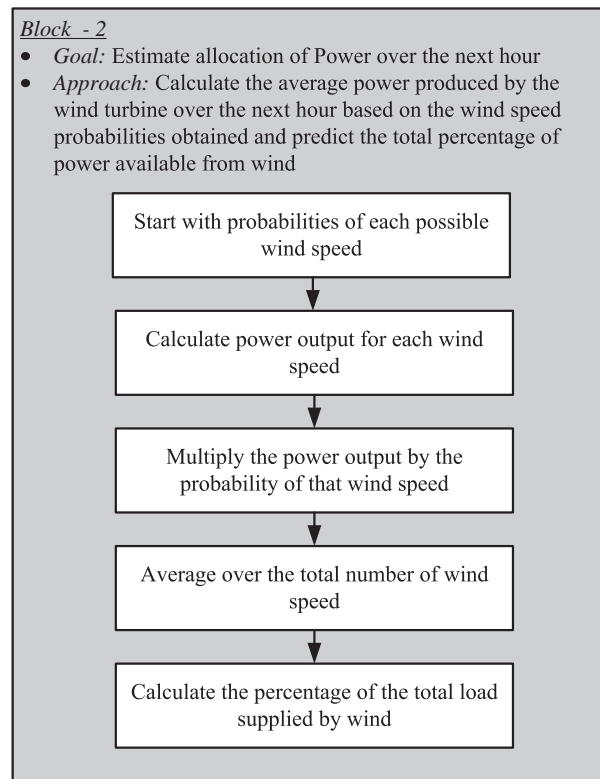 Block - 2
• Goal: Estimate allocation of Power over the next hour
• Approach: Calculate the average power produced by the
wind turbine over the next hour based on the wind speed
probabilities obtained and predict the total percentage of
power available from wind
Start with probabilities of each possible
wind speed
Calculate power output for each wind
speed
Multiply the power output by the
probability of that wind speed
Average over the total number of wind
speed
Calculate the percentage of the total load
supplied by wind